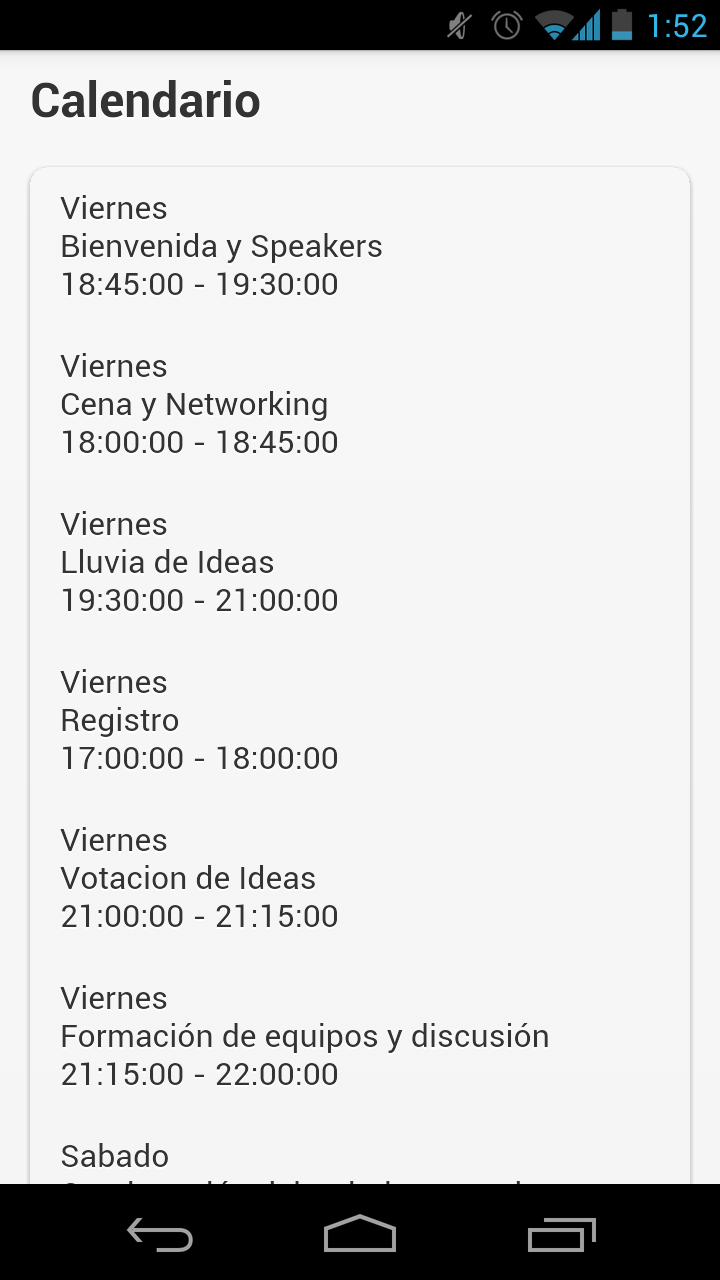 1:52
Calendario
Viernes
Bienvenida y Speakers
18:45:00 - 19:30:00
Viernes
Cena y Networking
18:00:00 - 18:45:00
Viernes
Lluvia de Ideas
19:30:00 - 21:00:00
Viernes
Registro
17:00:00 - 18:00:00
Viernes
Votacion de Ideas
21:00:00 - 21:15:00
Viernes
Formación de equipos y discusión
21:15:00 - 22:00:00
Sabado